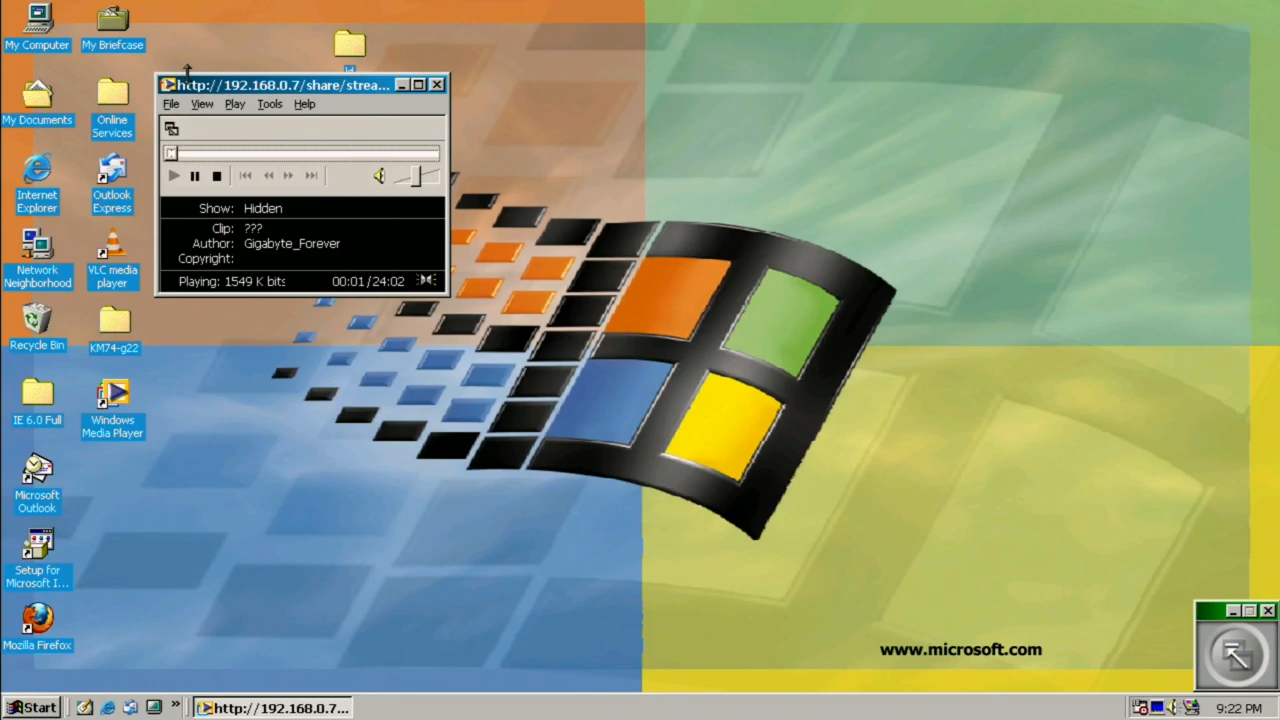 My Computer
My Briefcase
My Documents
Online
Services
Internet
Explorer
Outlook
Express
Network
Neighborhood
VLC media
player
Recycle Bin
KM74-g22
IE 6.0 Full
Windows
Media Player
Microsoft
Outlook
Setup for
Microsoft I...
Mozilla Firefox
http://192.168.0.7/share/strea...
File View Play Tools Help
Show: Hidden
Clip: ???
Author: Gigabyte_Forever
Copyright:
Playing: 1549 K bits 00:01/24:02
www.microsoft.com
Start
»
http://192.168.0.7...
9:22 PM